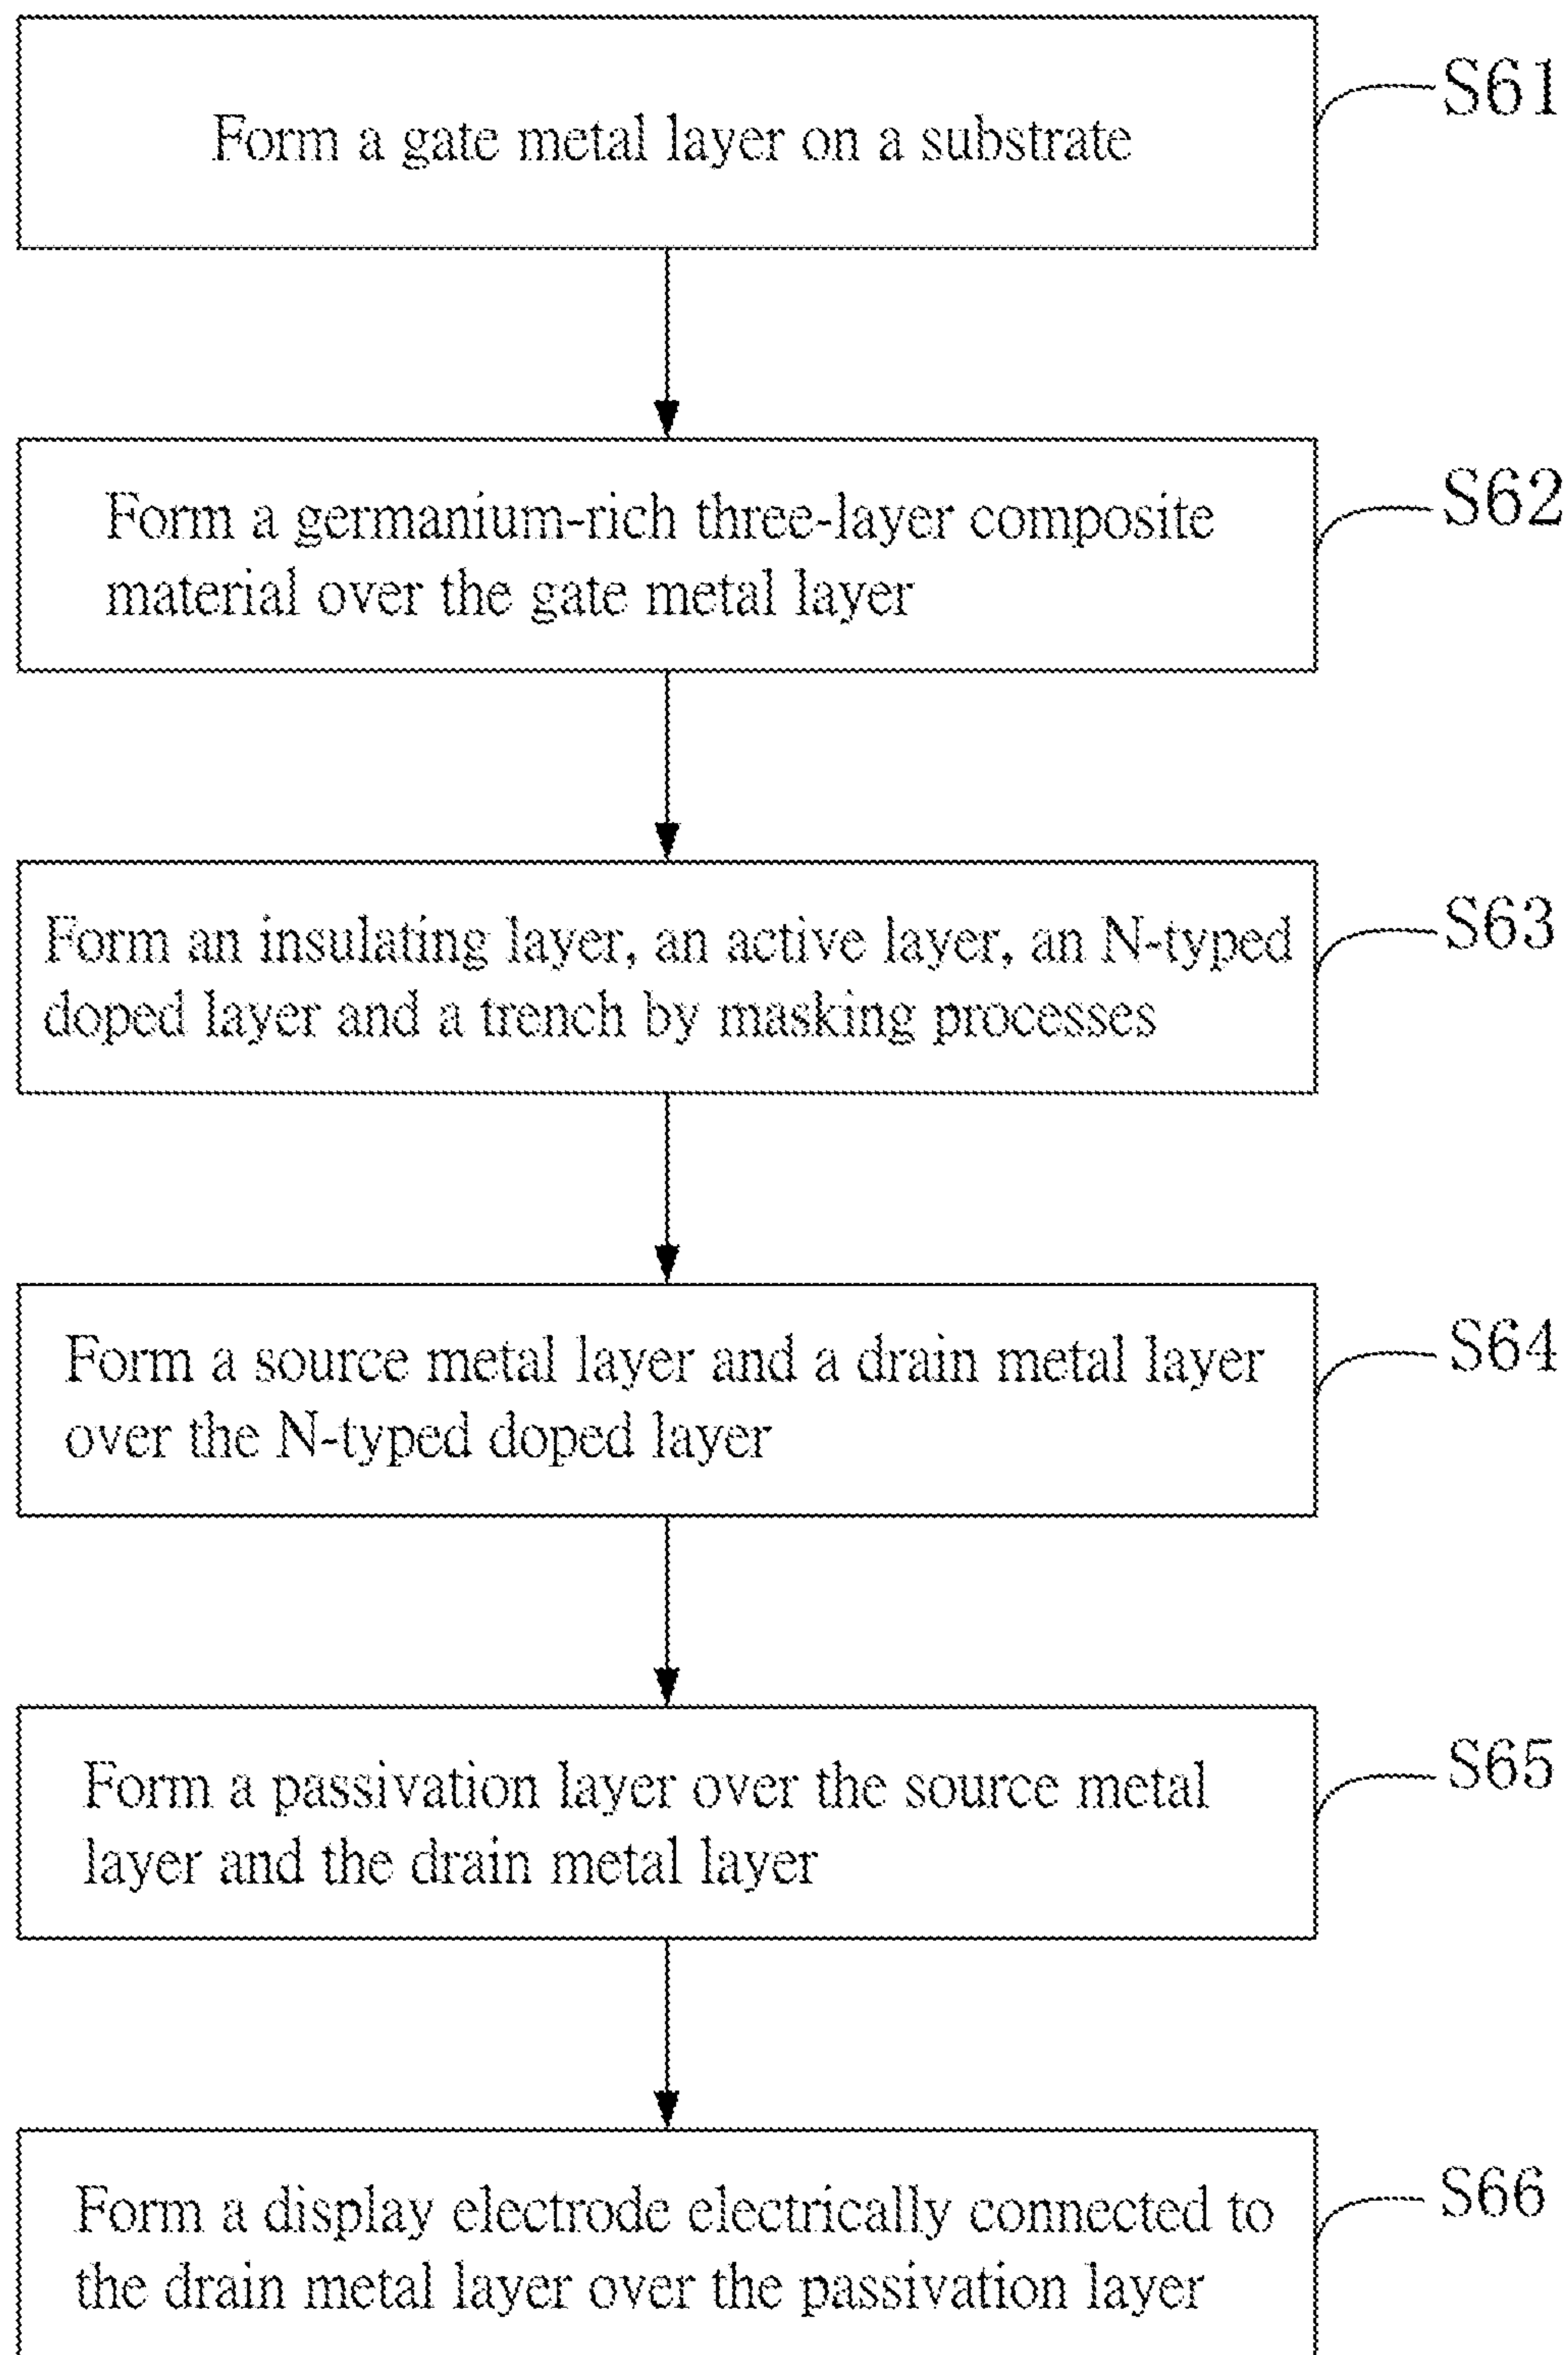 Form a gate metal layer on a substrate
S61
Form a germanium-rich three-layer composite
material over the gate metal layer
S62
Form an insulating layer, an active layer, an N-typed
doped layer and a trench by masking processes
S63
Form a source metal layer and a drain metal layer
over the N-typed doped layer
S64
Form a passivation layer over the source metal
layer and the drain metal layer
S65
Form a display electrode electrically connected to
the drain metal layer over the passivation layer
S66